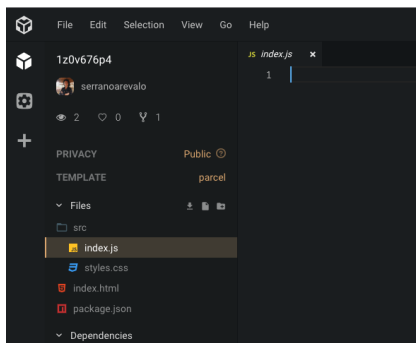 File Edit Selection View Go Help
1z0v676p4
serranoarevalo
2 0 1
PRIVACY Public ?
TEMPLATE parcel
Files
src
JS index.js
styles.css
index.html
package.json
Dependencies
JS index.js ×
1